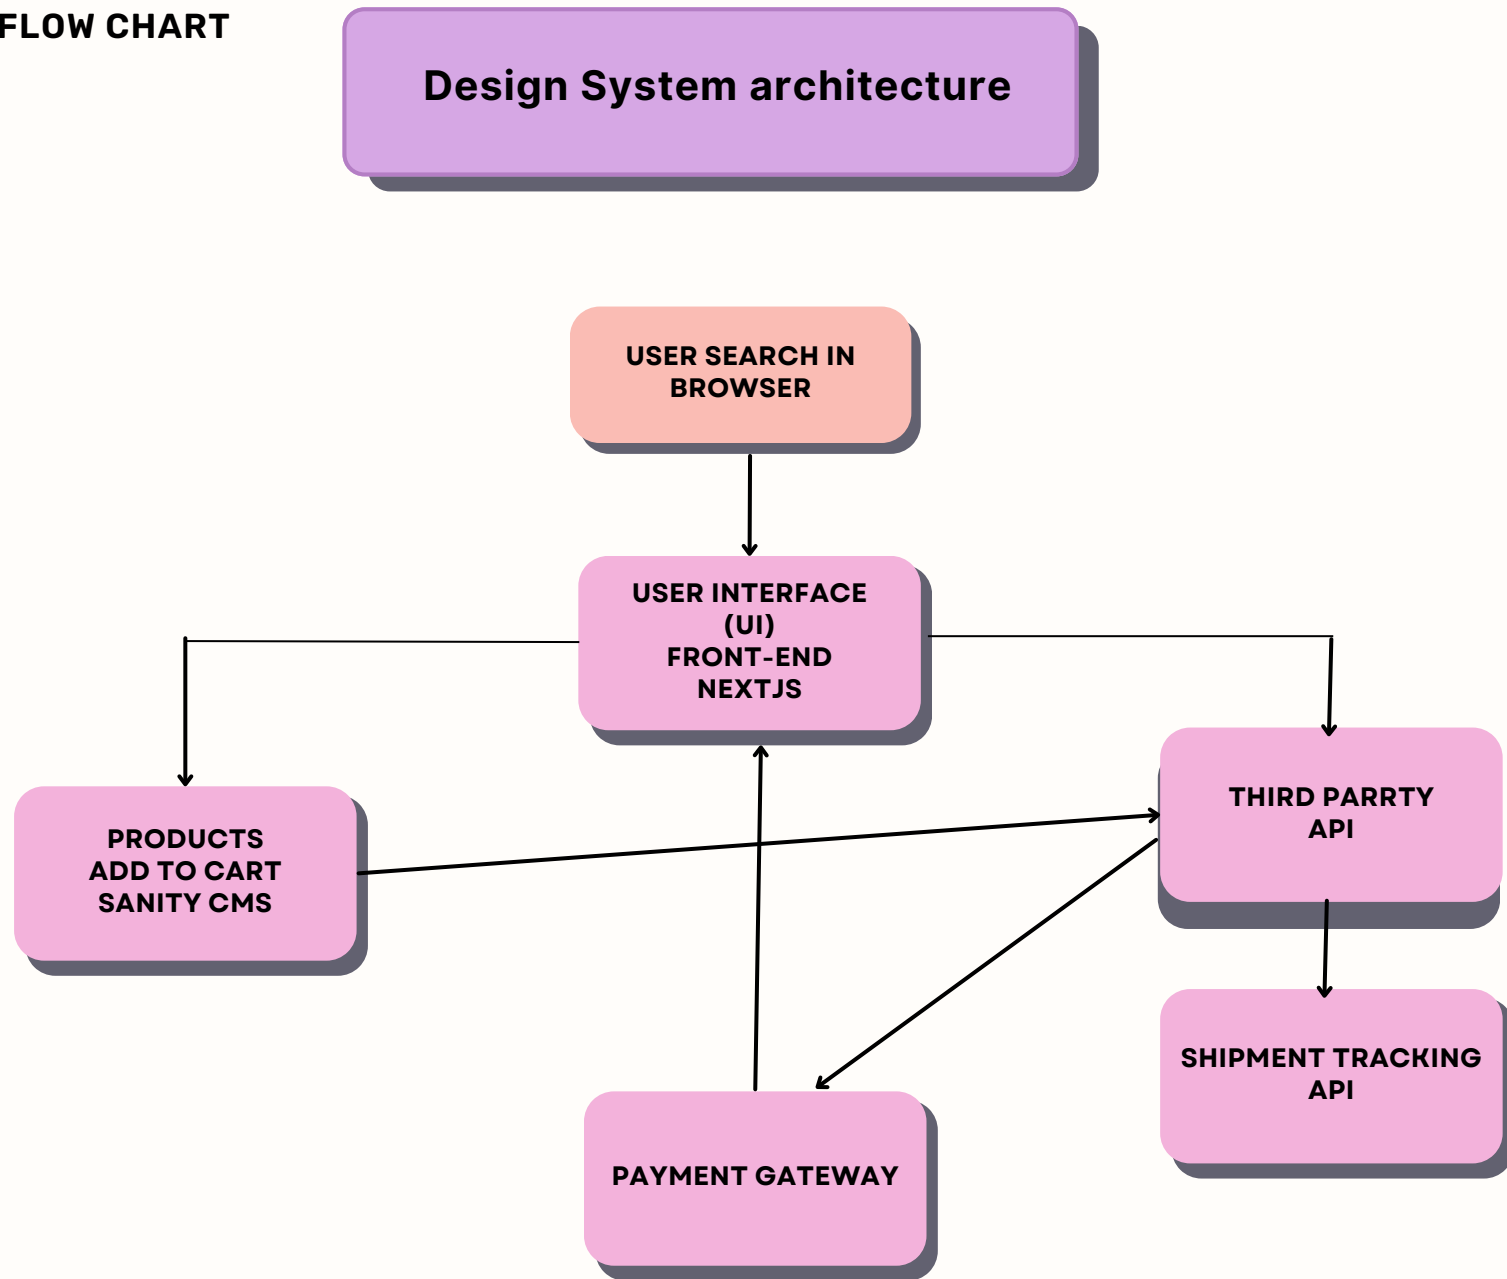 FLOW CHART
Design System architecture
USER SEARCH IN
BROWSER
USER INTERFACE
(UI)
FRONT-END
NEXTJS
THIRD PARRTY
API
PRODUCTS
ADD TO CART
SANITY CMS
SHIPMENT TRACKING
API
PAYMENT GATEWAY